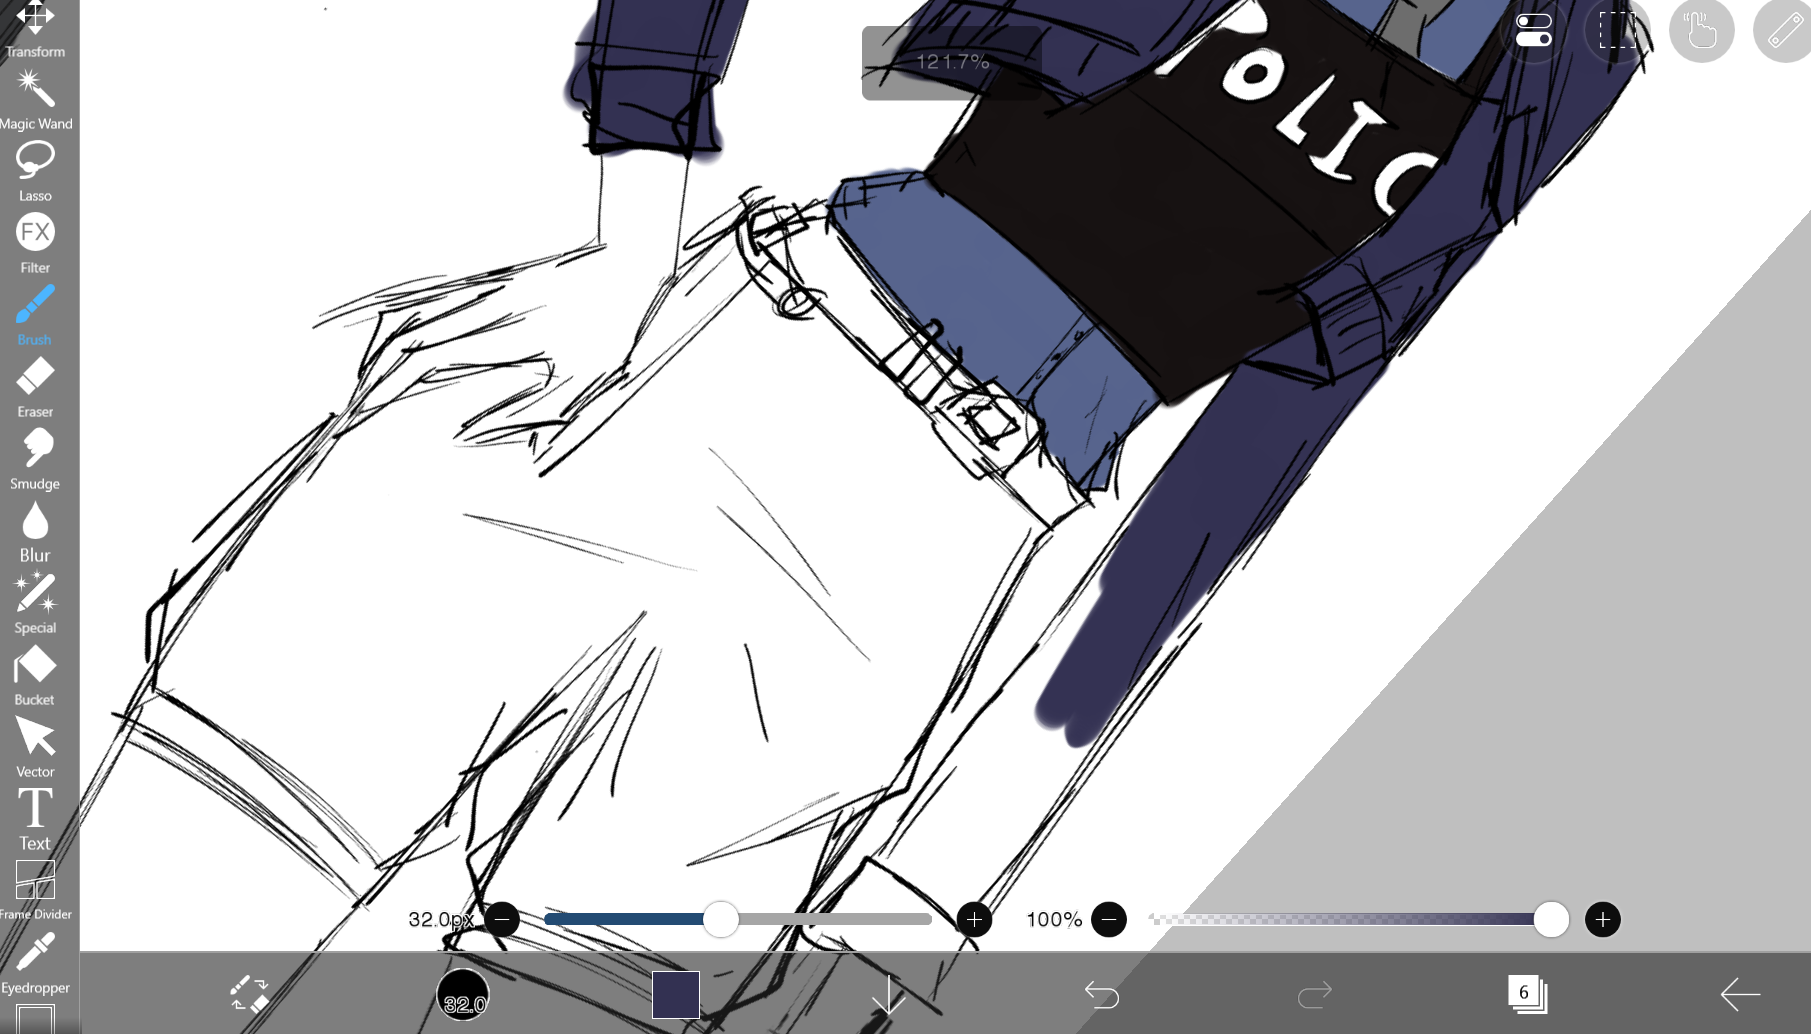 Transform
Magic Wand
Lasso
FX
Filter
Brush
Eraser
Smudge
Blur
Special
Bucket
Vector
T
Text
Frame Divider
Eyedropper
121.7%
POLIC
32.0px
100%
32.0
6